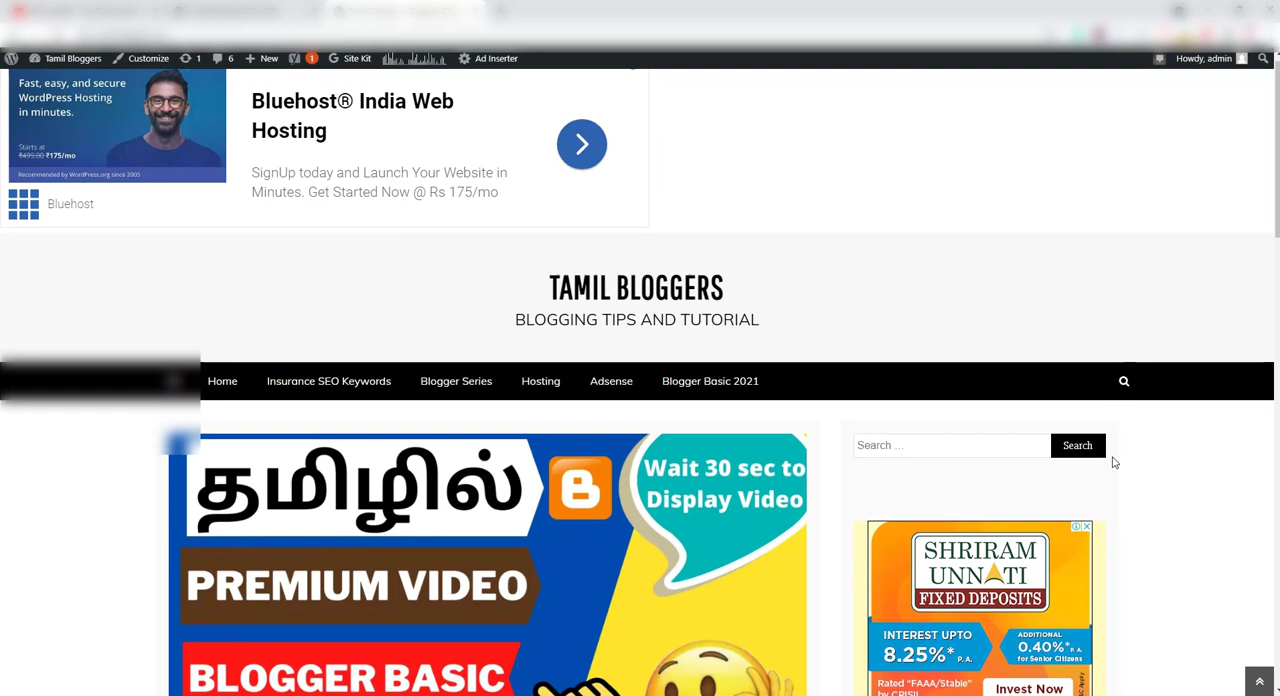 Tamil Bloggers Customize 1 6 New 1 Site Kit Ad Inserter Howdy, admin
Fast, easy, and secure
WordPress Hosting
in minutes.
Starts at
₹499.00 ₹175/mo
Recommended by WordPress.org since 2005
Bluehost® India Web
Hosting
SignUp today and Launch Your Website in
Minutes. Get Started Now @ Rs 175/mo
Bluehost
TAMIL BLOGGERS
BLOGGING TIPS AND TUTORIAL
Home Insurance SEO Keywords Blogger Series Hosting Adsense Blogger Basic 2021
தமிழில்
Wait 30 sec to
Display Video
PREMIUM VIDEO
BLOGGER BASIC
Search ... Search
SHRIRAM
UNNATI
FIXED DEPOSITS
INTEREST UPTO
8.25%* P.A.
ADDITIONAL
0.40%* P.A.
for Senior Citizens
Rated "FAAA/Stable"
by CRISIL
Invest Now